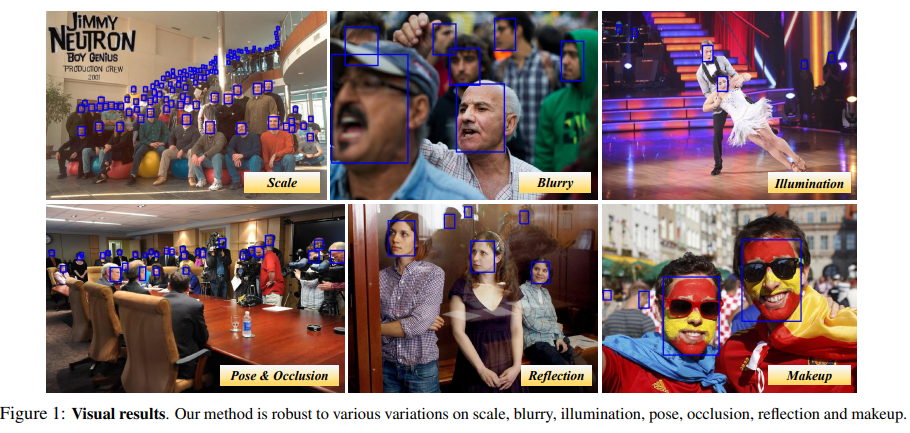 JIMMY
NEUTRON
BOY GENIUS
PRODUCTION CREW
2001
Scale
Blurry
Illumination
Pose & Occlusion
Reflection
Makeup
Figure 1: Visual results. Our method is robust to various variations on scale, blurry, illumination, pose, occlusion, reflection and makeup.